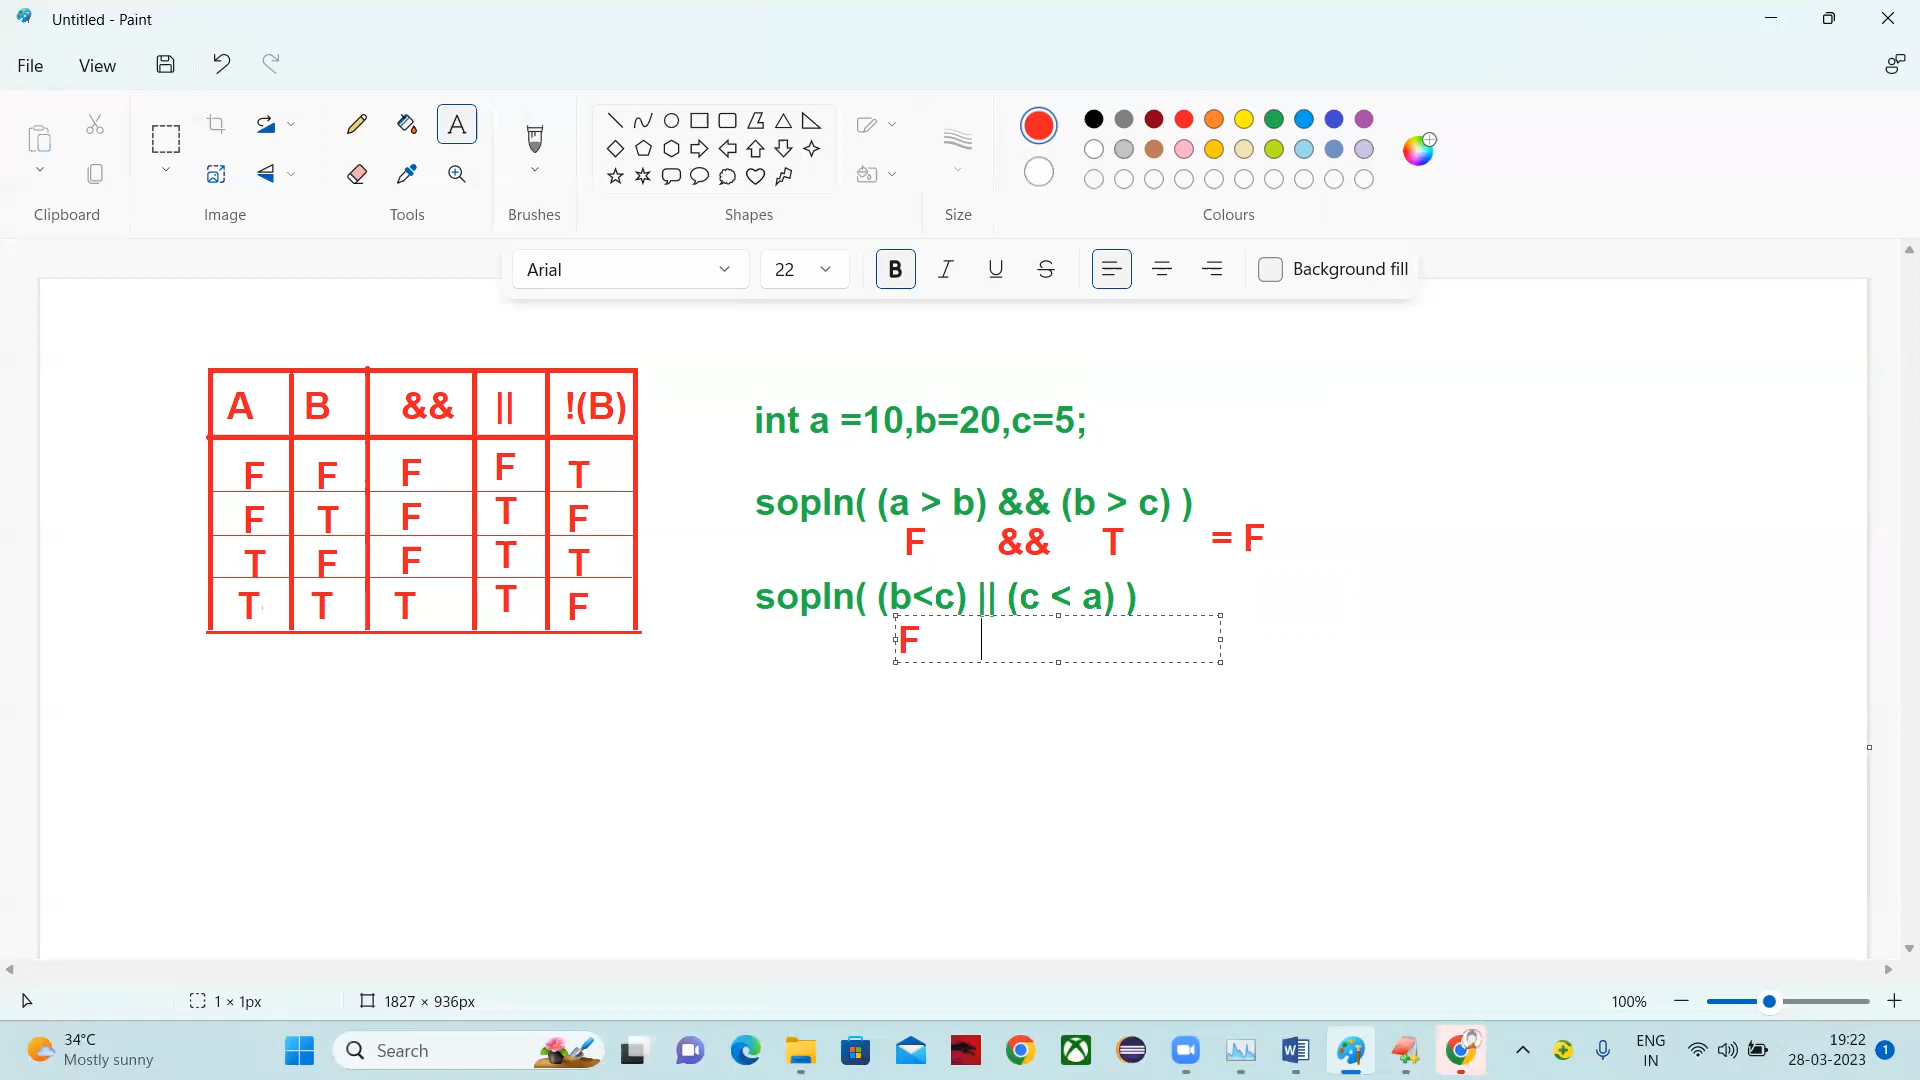 Untitled - Paint
File View
Clipboard
Image
Tools
Brushes
Shapes
Size
Colours
Arial 22 B I U S Background fill
A B && || !(B)
F F F F T
F T F T F
T F F T T
T T T T F
int a =10,b=20,c=5;
sopln( (a > b) && (b > c) )
F && T = F
sopln( (b<c) || (c < a) )
F
1 × 1px 1827 × 936px 100%
34°C
Mostly sunny
Search
ENG
IN
19:22
28-03-2023
1